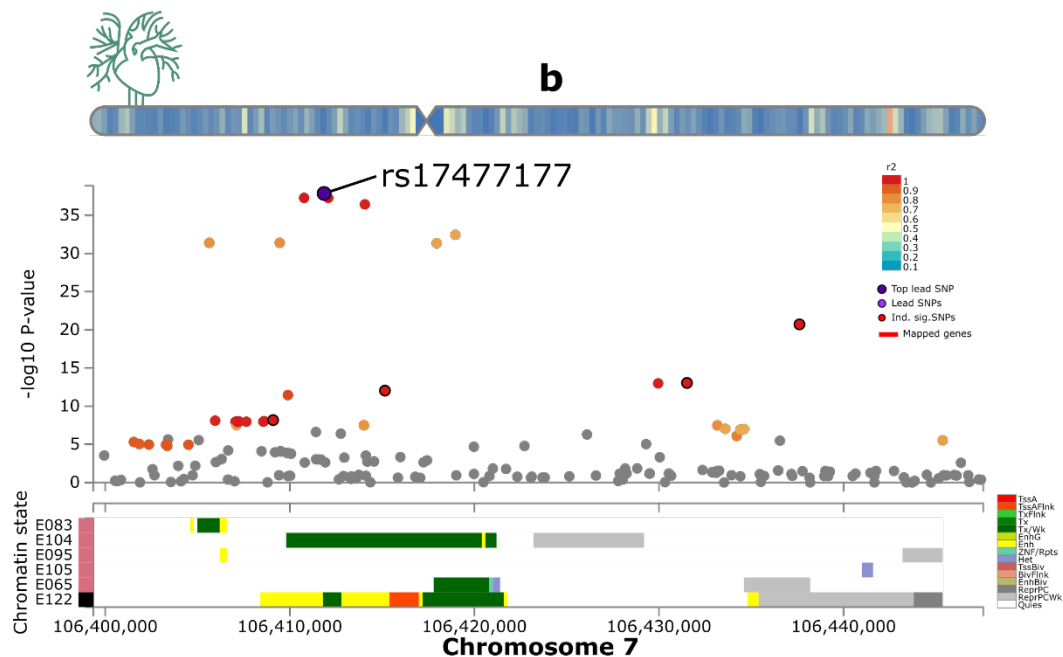 b
rs17477177
-log10 P-value
35
30
25
20
15
10
5
0
r2
1
0.9
0.8
0.7
0.6
0.5
0.4
0.3
0.2
0.1
Top lead SNP
Lead SNPs
Ind. sig.SNPs
Mapped genes
Chromatin state
E083
E104
E095
E105
E065
E122
TssA
TssAFlnk
TxFlnk
Tx
Tx/Wk
EnhG
Enh
ZNF/Rpts
Het
TssBiv
BivFlnk
EnhBiv
ReprPC
ReprPCWk
Quies
106,400,000
106,410,000
106,420,000
106,430,000
106,440,000
Chromosome 7